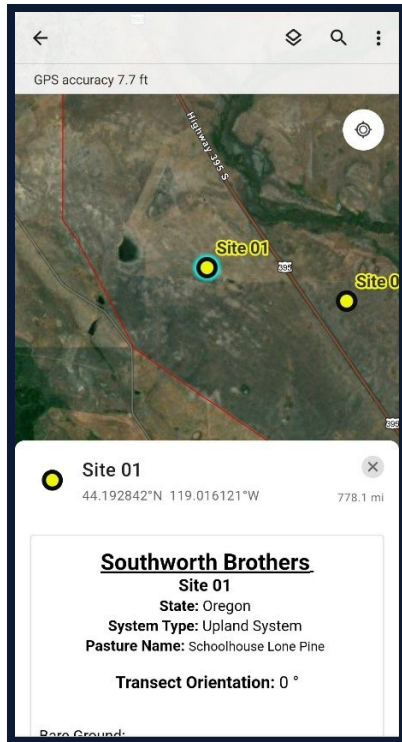 GPS accuracy 7.7 ft
Highway 395 S
Site 01
395
Site 0
395
Site 01
44.192842°N 119.016121°W
778.1 mi
Southworth Brothers
Site 01
State: Oregon
System Type: Upland System
Pasture Name: Schoolhouse Lone Pine
Transect Orientation: 0 °
Bare Ground: